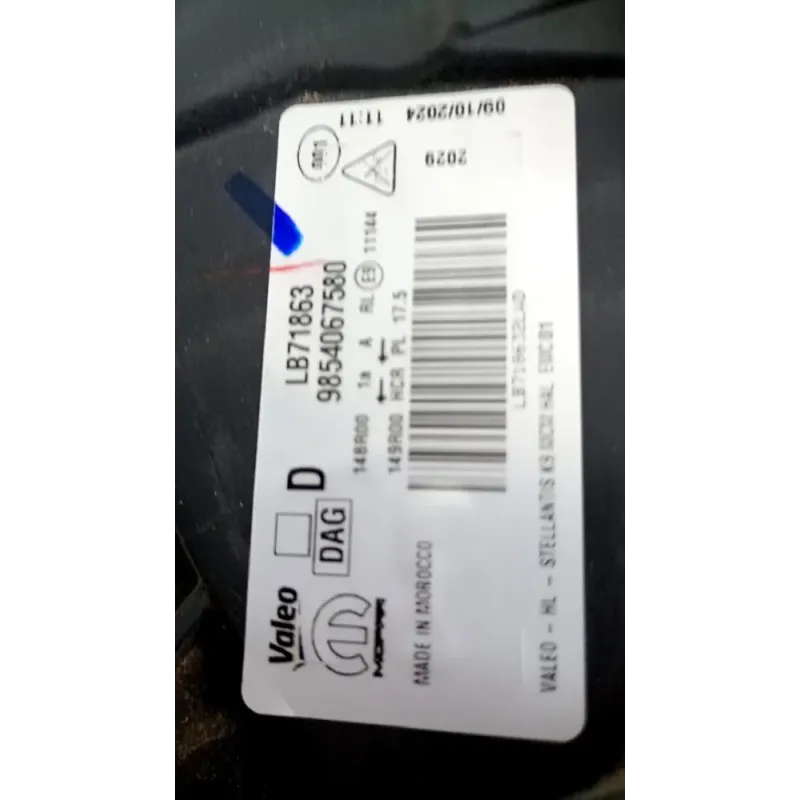 Valeo
D
LB71863
9854067580
DAG
MOPAR
148R00 1a A RL E9 11144
149R00 HCR PL 17.5
MADE IN MOROCCO
09/10/2024 11:11
2029
VALEO - HL - STELLANTIS K9 HAL